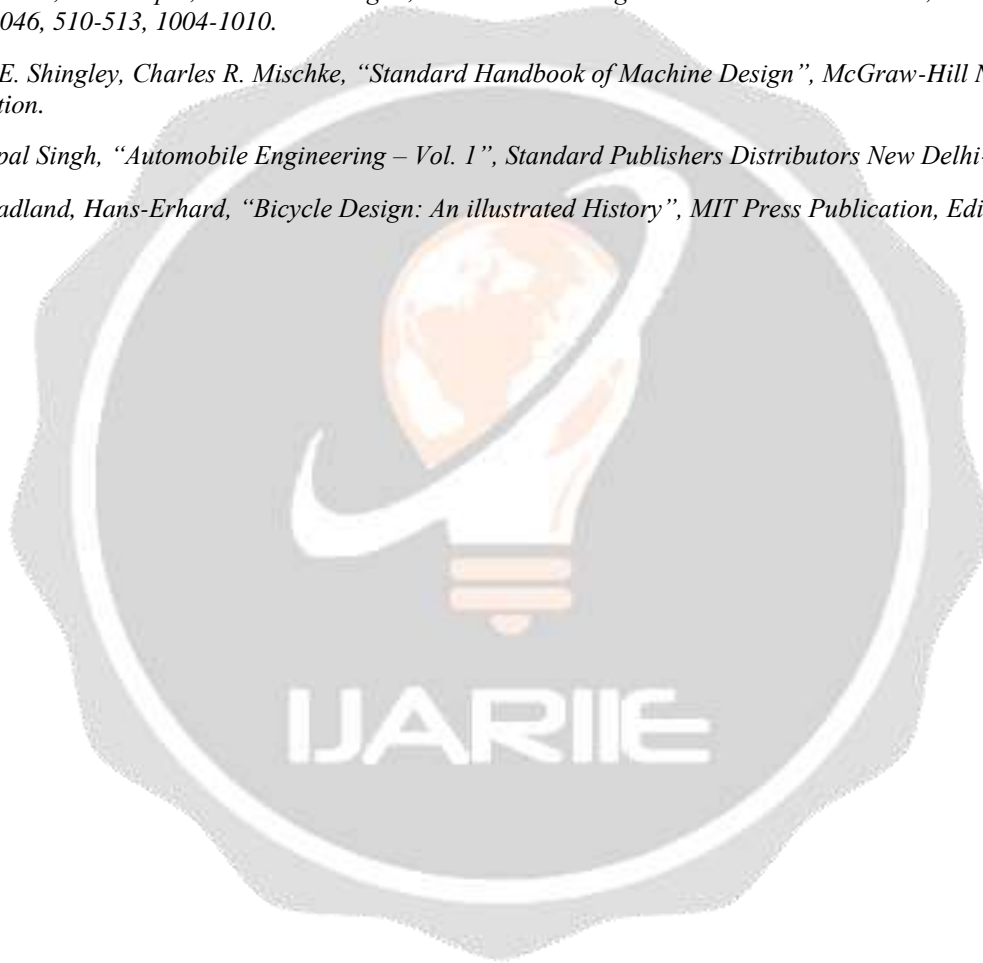 046, 510-513, 1004-1010.
E. Shingley, Charles R. Mischke, “Standard Handbook of Machine Design”, McGraw-Hill
tion.
pal Singh, “Automobile Engineering – Vol. 1”, Standard Publishers Distributors New Delhi-
adland, Hans-Erhard, “Bicycle Design: An illustrated History”, MIT Press Publication, Edi
IJARIIE